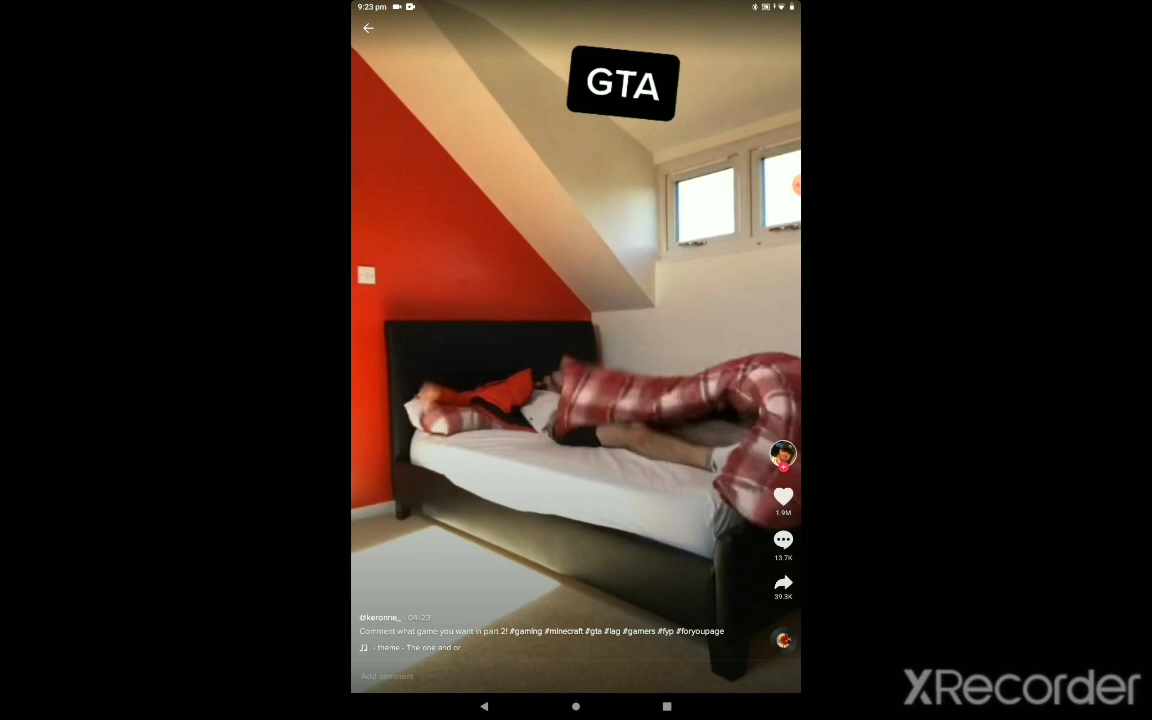 9:23 pm
GTA
1.9M
13.7K
39.3K
@keronne_ · 04-23
Comment what game you want in part 2! #gaming #minecraft #gta #lag #gamers #fyp #foryoupage
theme - The one and or
Add comment
XRecorder